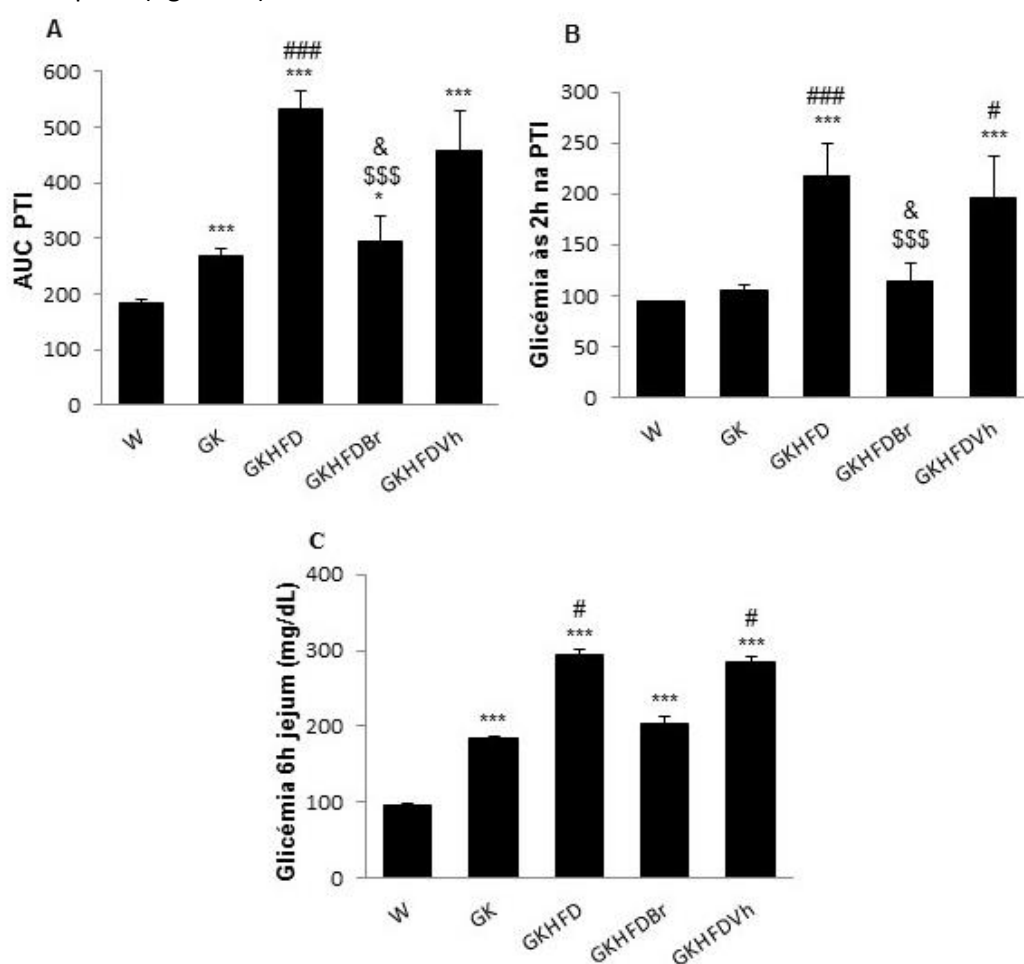 A
AUC PTI
600
500
400
300
200
100
0
***
###
***
&
$$$
*
***
W
GK
GKHFD
GKHFDBr
GKHFDVh
B
Glicémia às 2h na PTI
300
250
200
150
100
50
0
###
***
&
$$$
#
***
W
GK
GKHFD
GKHFDBr
GKHFDVh
C
Glicémia 6h jejum (mg/dL)
400
300
200
100
0
***
#
***
***
#
***
W
GK
GKHFD
GKHFDBr
GKHFDVh